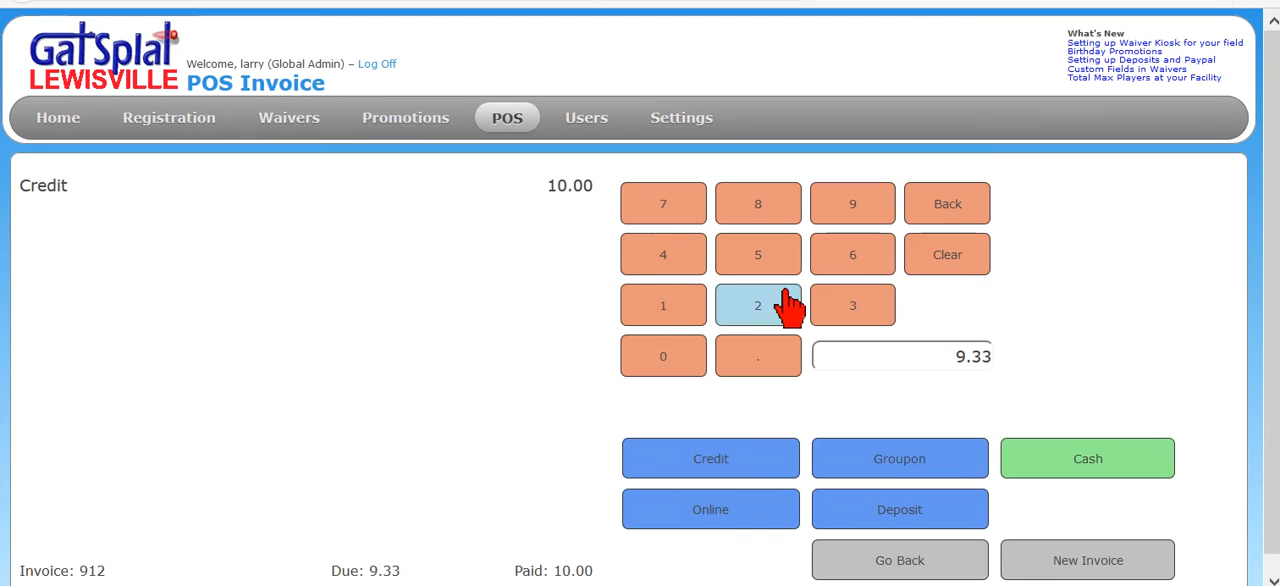 GatSplat
LEWISVILLE
Welcome, larry (Global Admin) – Log Off
POS Invoice
What's New
Setting up Waiver Kiosk for your field
Birthday Promotions
Setting up Deposits and Paypal
Custom Fields in Waivers
Total Max Players at your Facility
Home Registration Waivers Promotions POS Users Settings
Credit 10.00
7 8 9 Back
4 5 6 Clear
1 2 3
0 . 9.33
Credit Groupon Cash
Online Deposit
Go Back New Invoice
Invoice: 912 Due: 9.33 Paid: 10.00